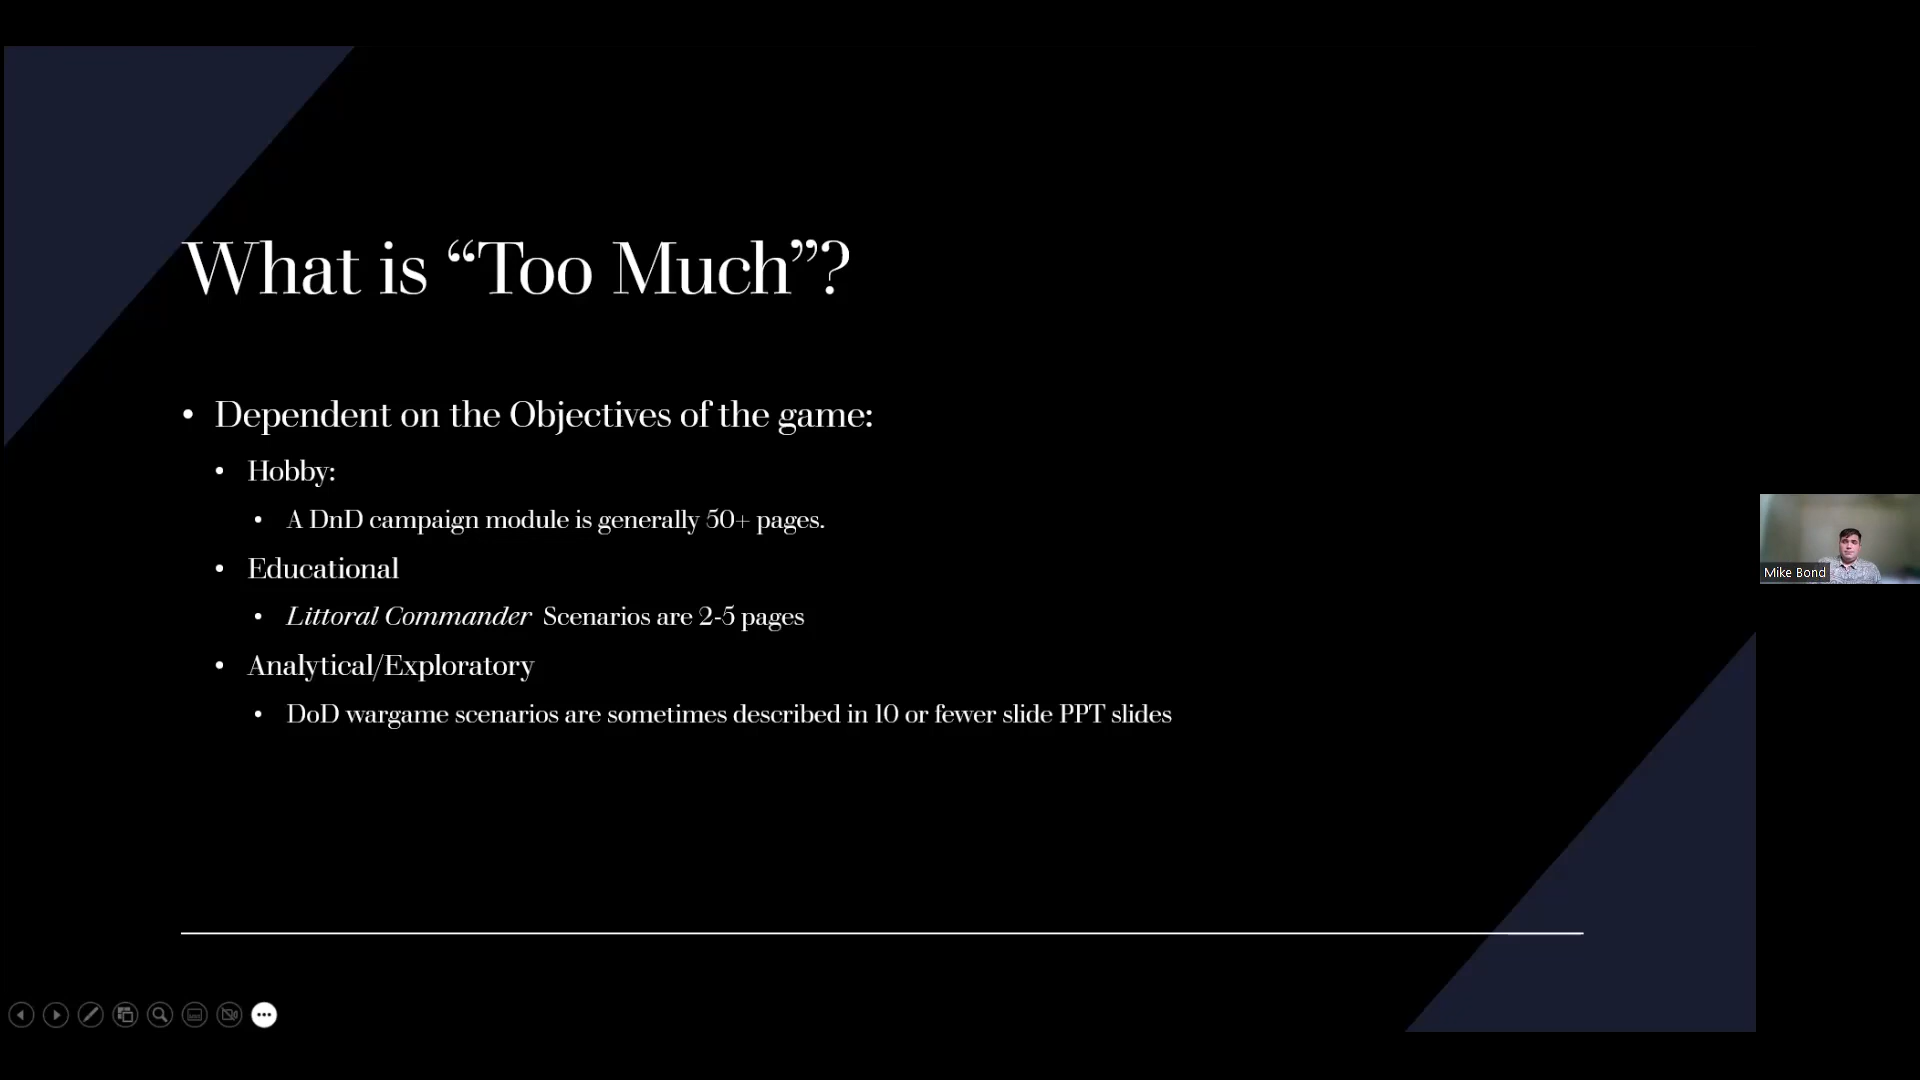 What is “Too Much”?
• Dependent on the Objectives of the game:
• Hobby:
• A DnD campaign module is generally 50+ pages.
• Educational
• Littoral Commander Scenarios are 2-5 pages
• Analytical/Exploratory
• DoD wargame scenarios are sometimes described in 10 or fewer slide PPT slides
Mike Bond